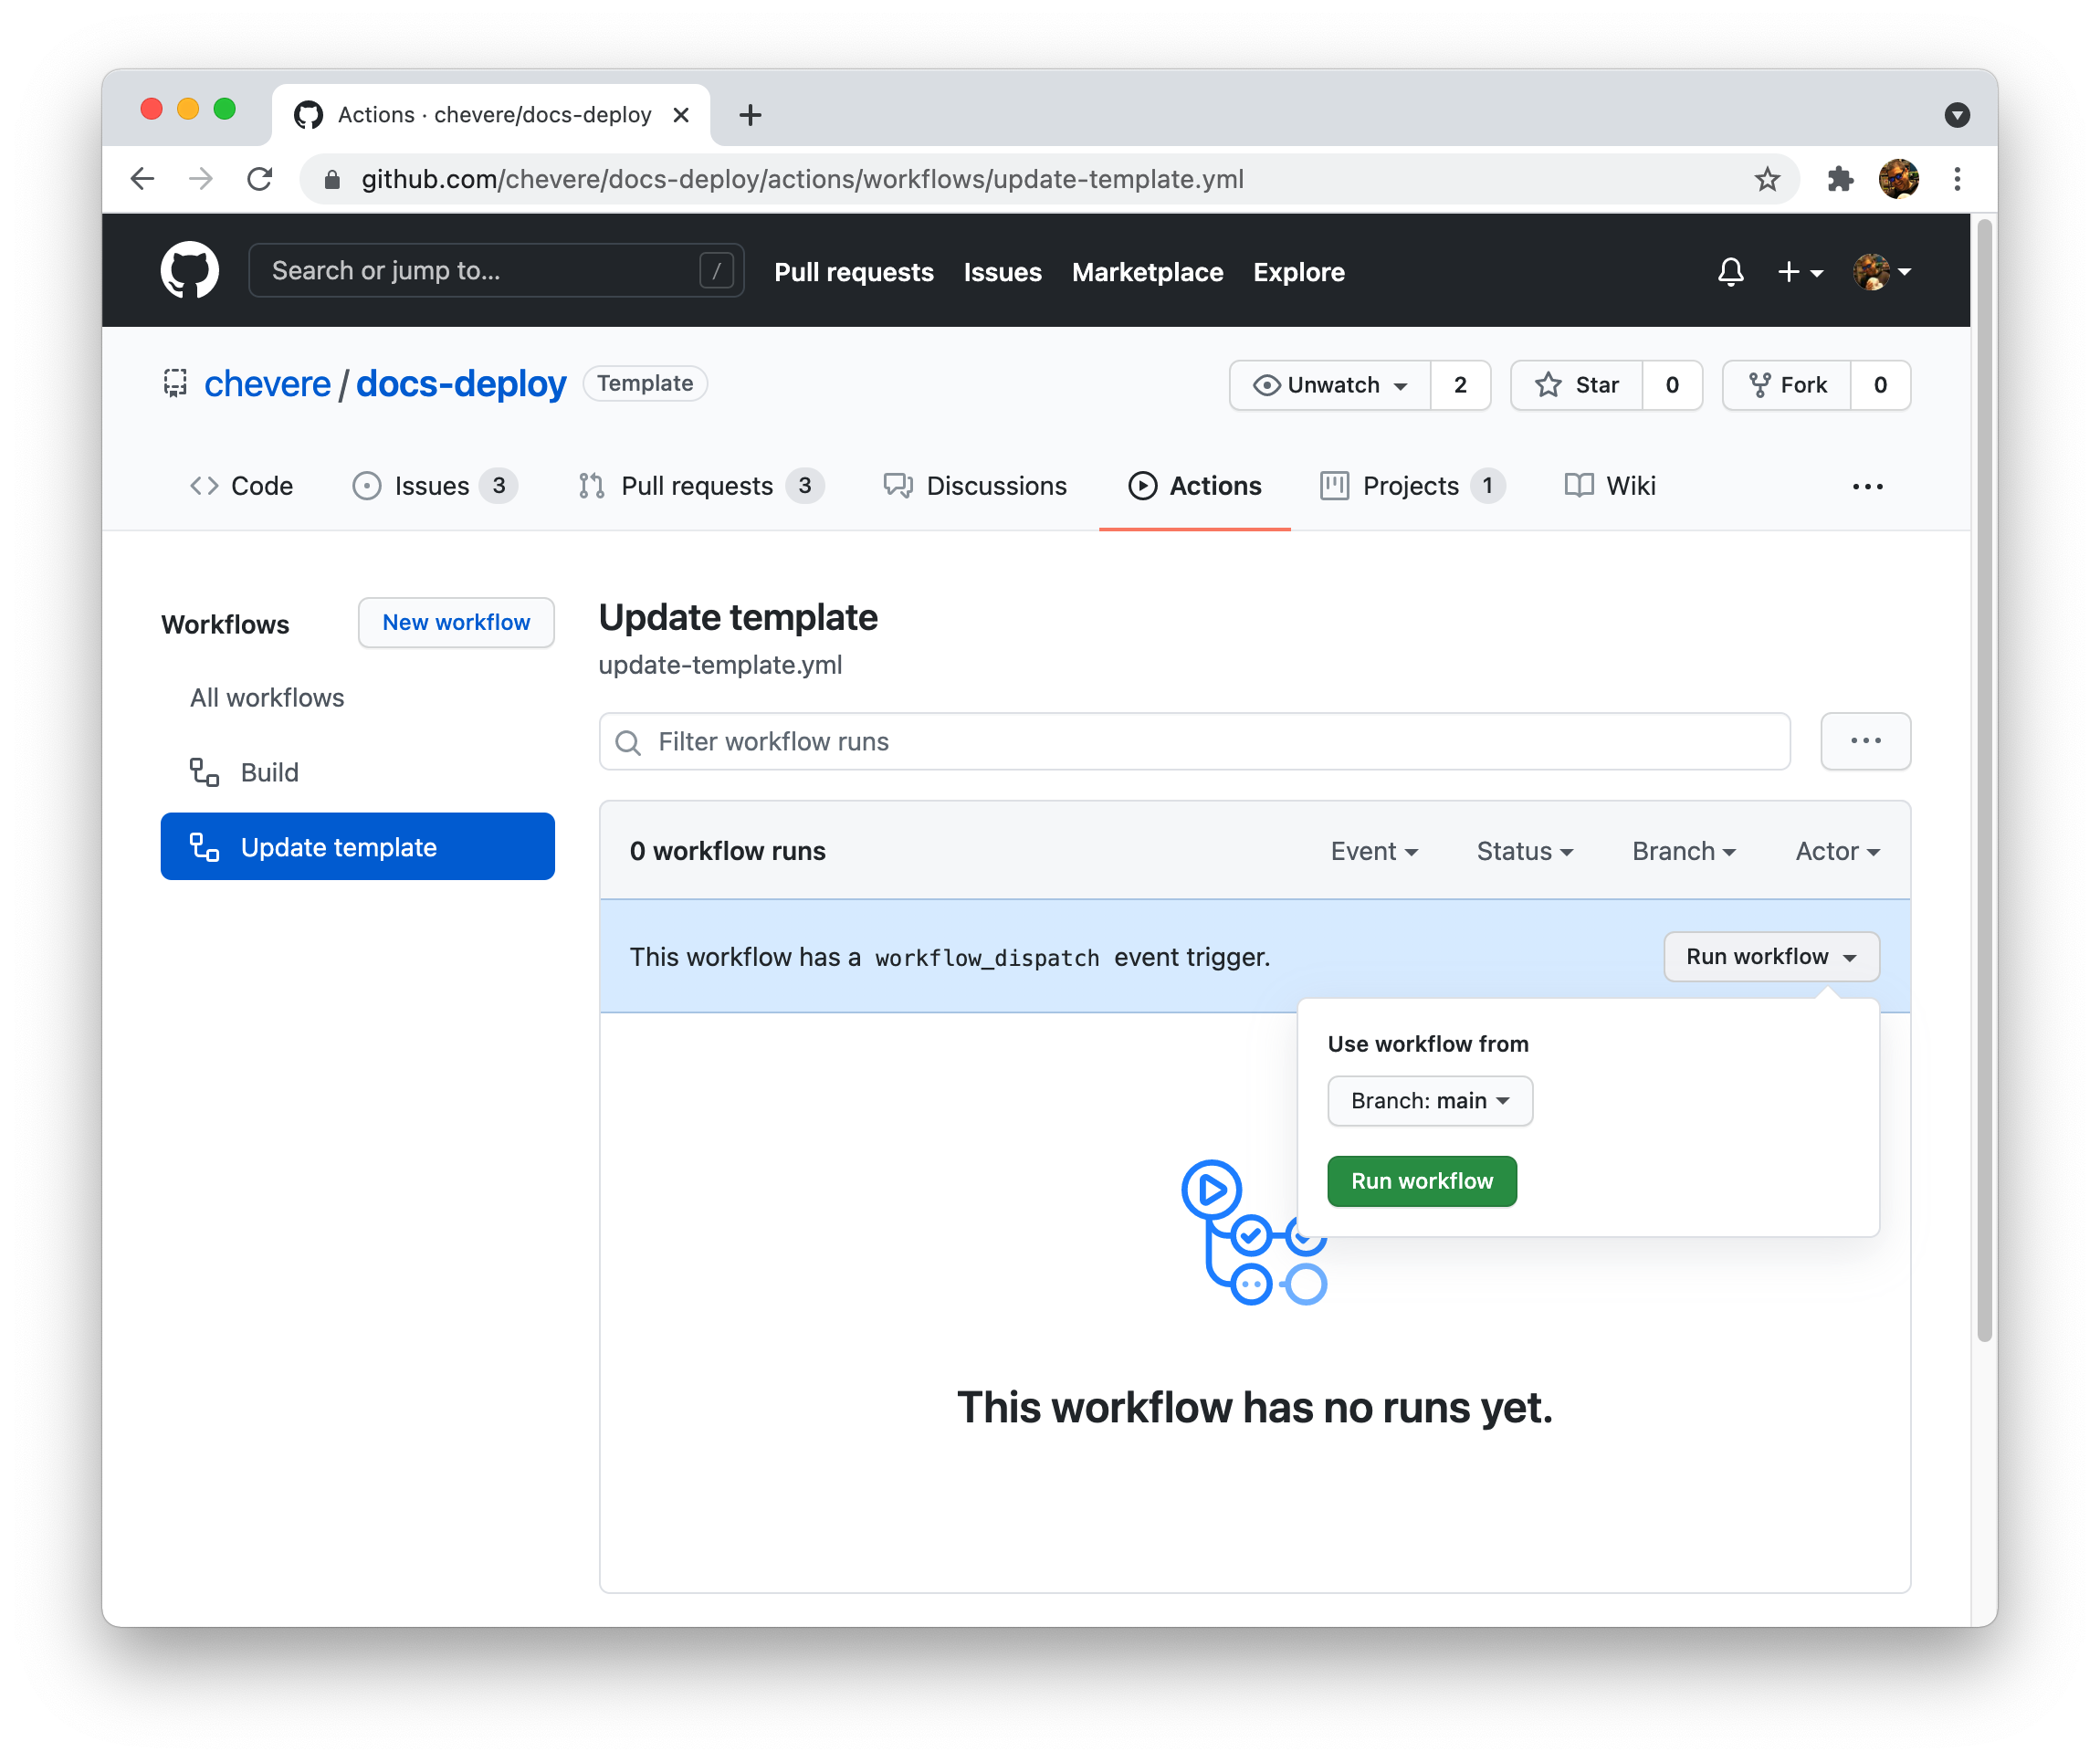 Actions · chevere/docs-deploy
github.com/chevere/docs-deploy/actions/workflows/update-template.yml
Search or jump to... /
Pull requests Issues Marketplace Explore
chevere / docs-deploy Template
Unwatch 2 Star 0 Fork 0
Code Issues 3 Pull requests 3 Discussions Actions Projects 1 Wiki
Workflows New workflow
All workflows
Build
Update template
Update template
update-template.yml
Filter workflow runs
0 workflow runs Event Status Branch Actor
This workflow has a workflow_dispatch event trigger. Run workflow
Use workflow from
Branch: main
Run workflow
This workflow has no runs yet.